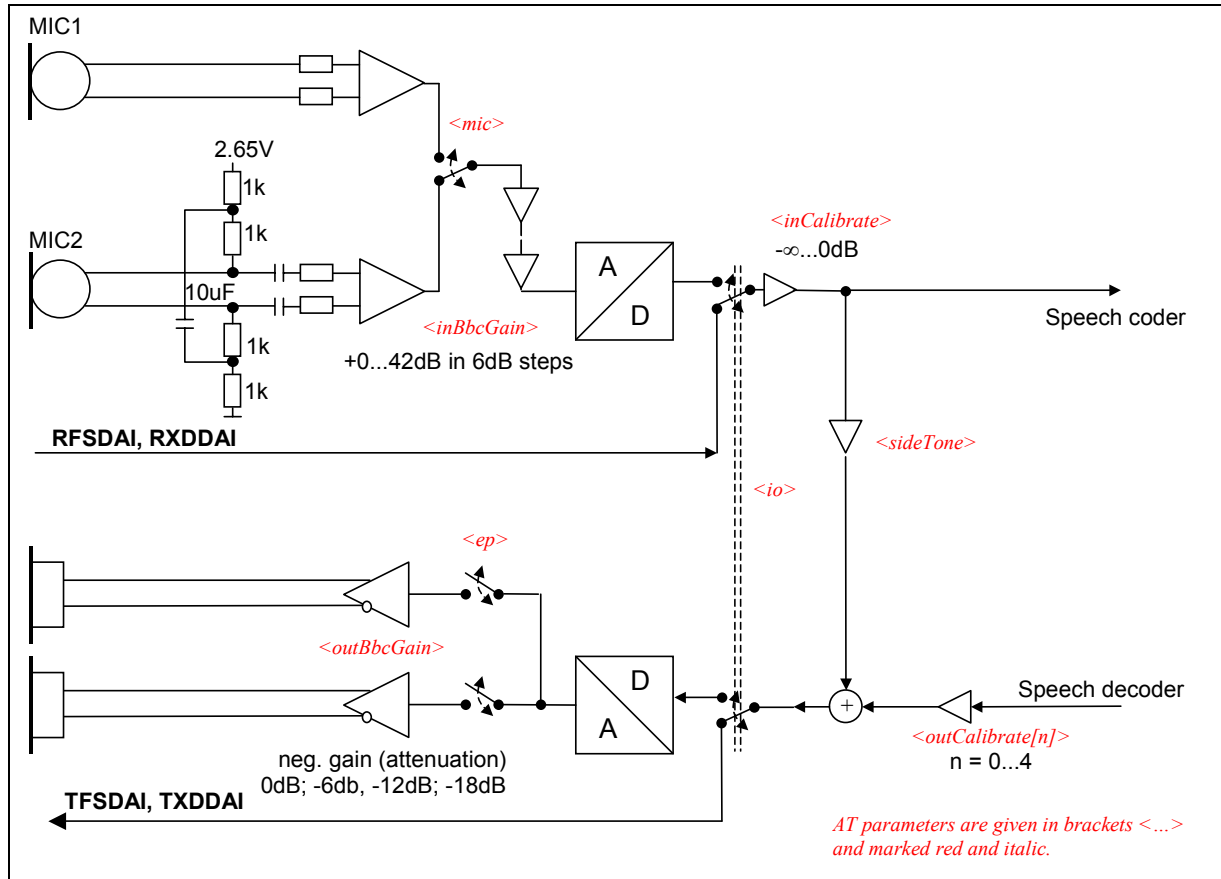 MIC1
<mic>
2.65V
1k
1k
MIC2
10uF
1k
1k
<inBbcGain>
+0...42dB in 6dB steps
A
D
<inCalibrate>
-∞...0dB
Speech coder
RFSDAI, RXDDAI
<sideTone>
<io>
<ep>
<outBbcGain>
D
A
Speech decoder
<outCalibrate[n]>
n = 0...4
+
neg. gain (attenuation)
0dB; -6db, -12dB; -18dB
TFSDAI, TXDDAI
AT parameters are given in brackets <...>
and marked red and italic.